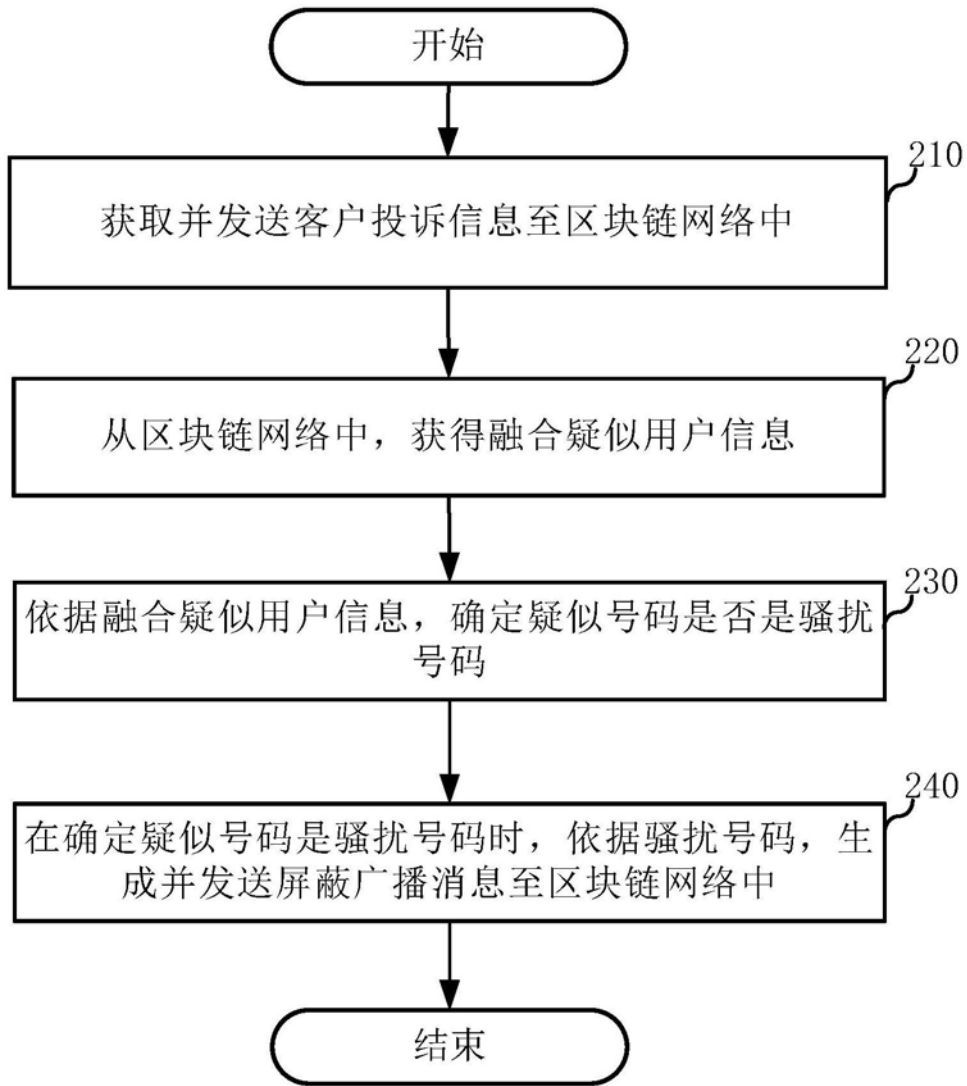 开始
210
获取并发送客户投诉信息至区块链网络中
220
从区块链网络中，获得融合疑似用户信息
230
依据融合疑似用户信息，确定疑似号码是否是骚扰
号码
240
在确定疑似号码是骚扰号码时，依据骚扰号码，生
成并发送屏蔽广播消息至区块链网络中
结束